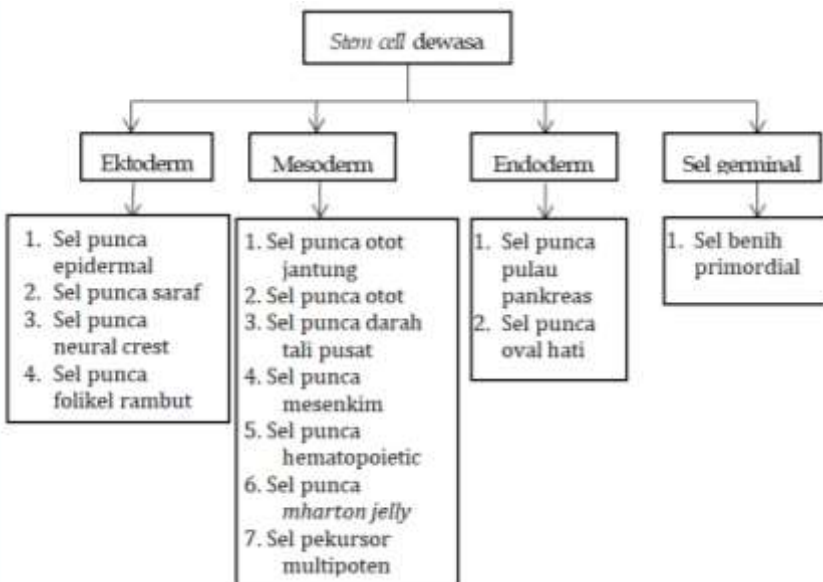 Stem cell dewasa
Ektoderm
Mesoderm
Endoderm
Sel germinal
1. Sel punca
epidermal
2. Sel punca saraf
3. Sel punca
neural crest
4. Sel punca
folikel rambut
1. Sel punca otot
jantung
2. Sel punca otot
3. Sel punca darah
tali pusat
4. Sel punca
mesenkim
5. Sel punca
hematopoietic
6. Sel punca
mharton jelly
7. Sel pekursor
multipoten
1. Sel punca
pulau
pankreas
2. Sel punca
oval hati
1. Sel benih
primordial